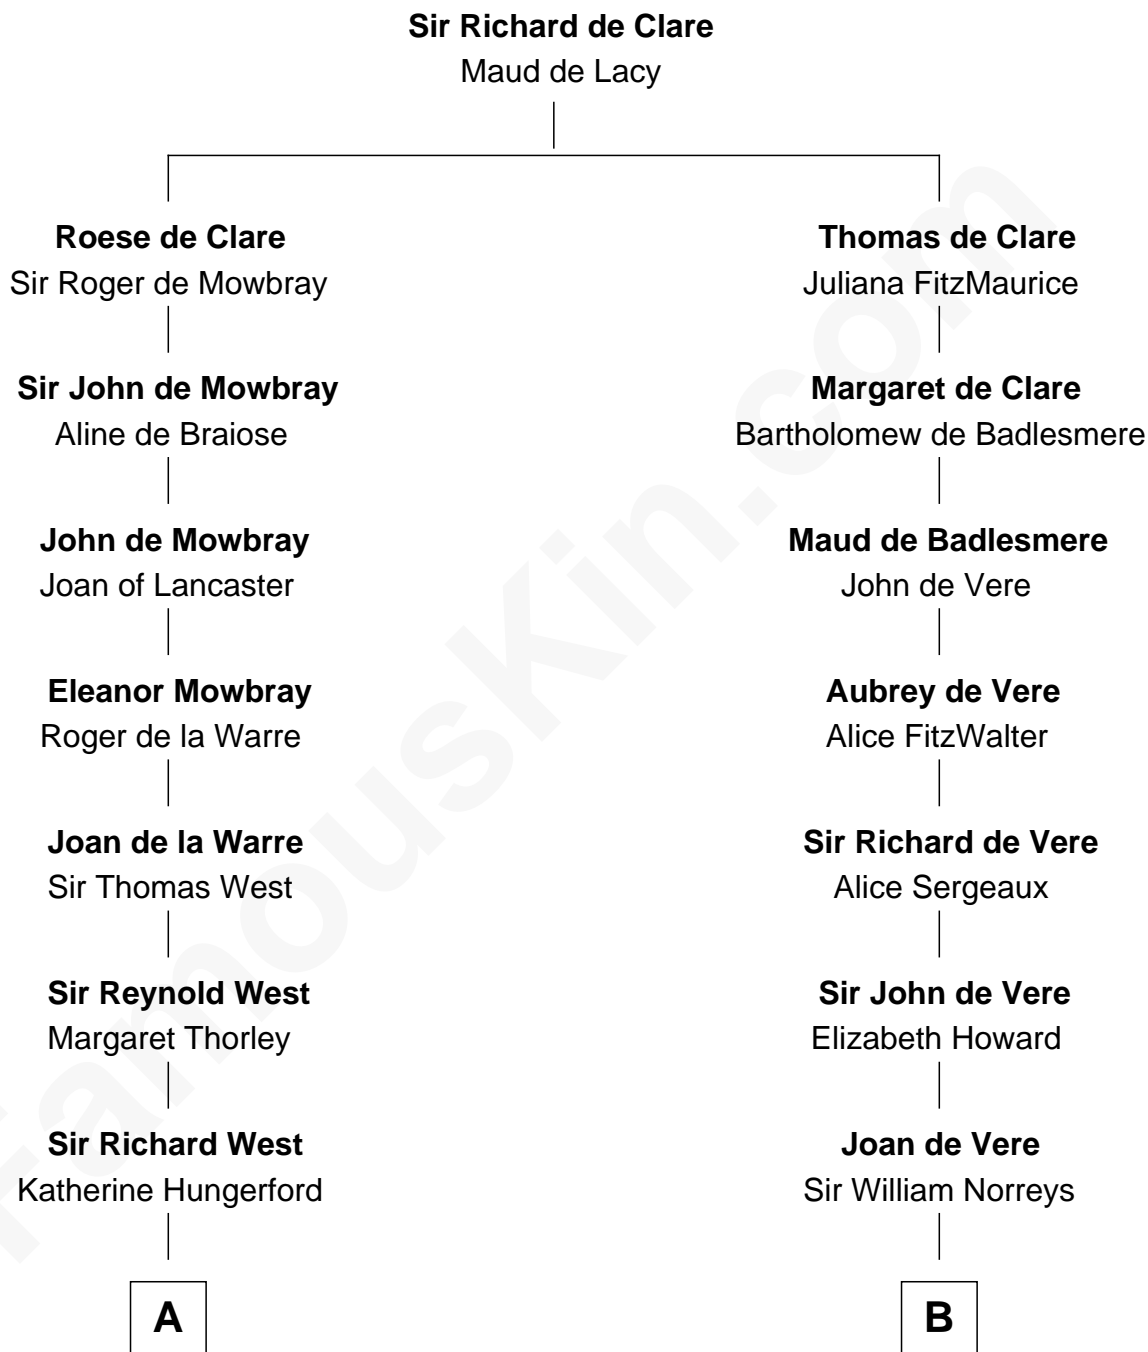 Sir Richard de Clare
Maud de Lacy
Roese de Clare
Sir Roger de Mowbray
Sir John de Mowbray
Aline de Braiose
John de Mowbray
Joan of Lancaster
Eleanor Mowbray
Roger de la Warre
Joan de la Warre
Sir Thomas West
Sir Reynold West
Margaret Thorley
Sir Richard West
Katherine Hungerford
A
Thomas de Clare
Juliana FitzMaurice
Margaret de Clare
Bartholomew de Badlesmere
Maud de Badlesmere
John de Vere
Aubrey de Vere
Alice FitzWalter
Sir Richard de Vere
Alice Sergeaux
Sir John de Vere
Elizabeth Howard
Joan de Vere
Sir William Norreys
B
FamousKin.com